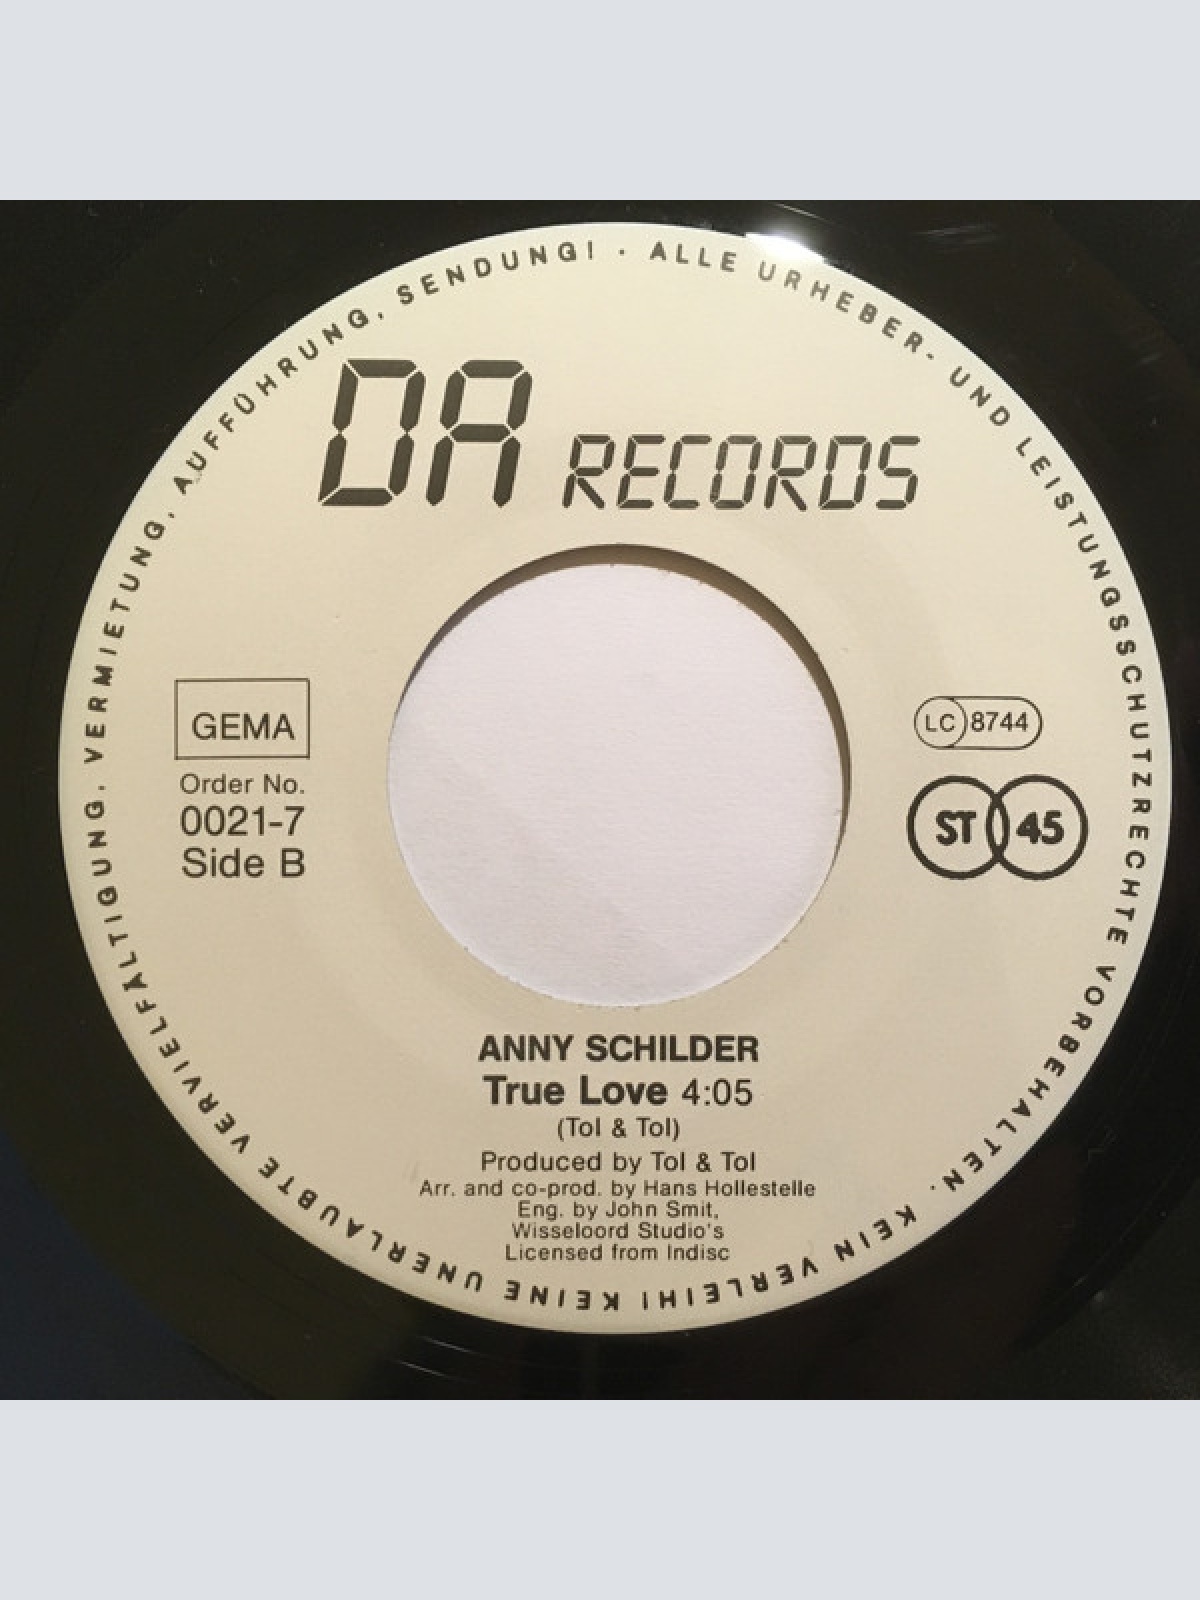 ALLE URHEBER- UND LEISTUNGSSCHUTZRECHTE VORBEHALTEN. KEIN VERLEIH! KEINE UNERLAUBTE VERVIELFÄLTIGUNG, VERMIETUNG, AUFFÜHRUNG, SENDUNG! ·
DA RECORDS
GEMA
Order No.
0021-7
Side B
LC 8744
ST 45
ANNY SCHILDER
True Love 4:05
(Tol & Tol)
Produced by Tol & Tol
Arr. and co-prod. by Hans Hollestelle
Eng. by John Smit,
Wisseloord Studio's
Licensed from Indisc